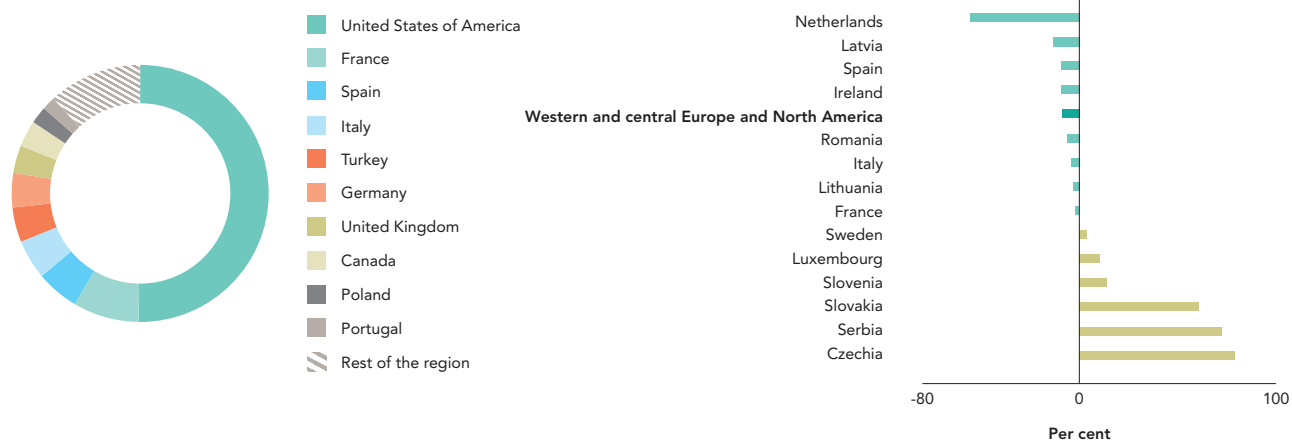 United States of America
France
Spain
Italy
Turkey
Germany
United Kingdom
Canada
Poland
Portugal
Rest of the region
Netherlands
Latvia
Spain
Ireland
Western and central Europe and North America
Romania
Italy
Lithuania
France
Sweden
Luxembourg
Slovenia
Slovakia
Serbia
Czechia
-80 0 100
Per cent